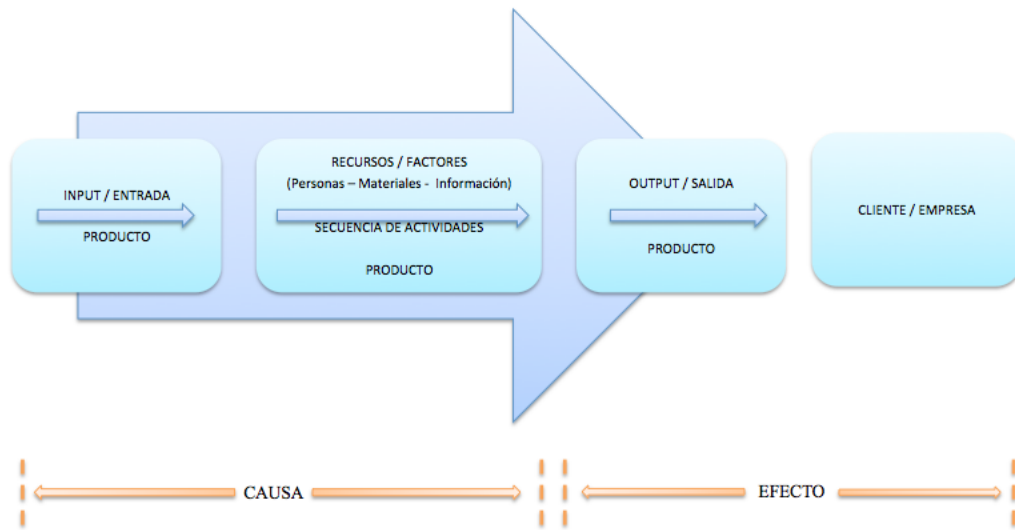 INPUT / ENTRADA
PRODUCTO
RECURSOS / FACTORES
(Personas – Materiales - Información)
SECUENCIA DE ACTIVIDADES
PRODUCTO
OUTPUT / SALIDA
PRODUCTO
CLIENTE / EMPRESA
CAUSA
EFECTO